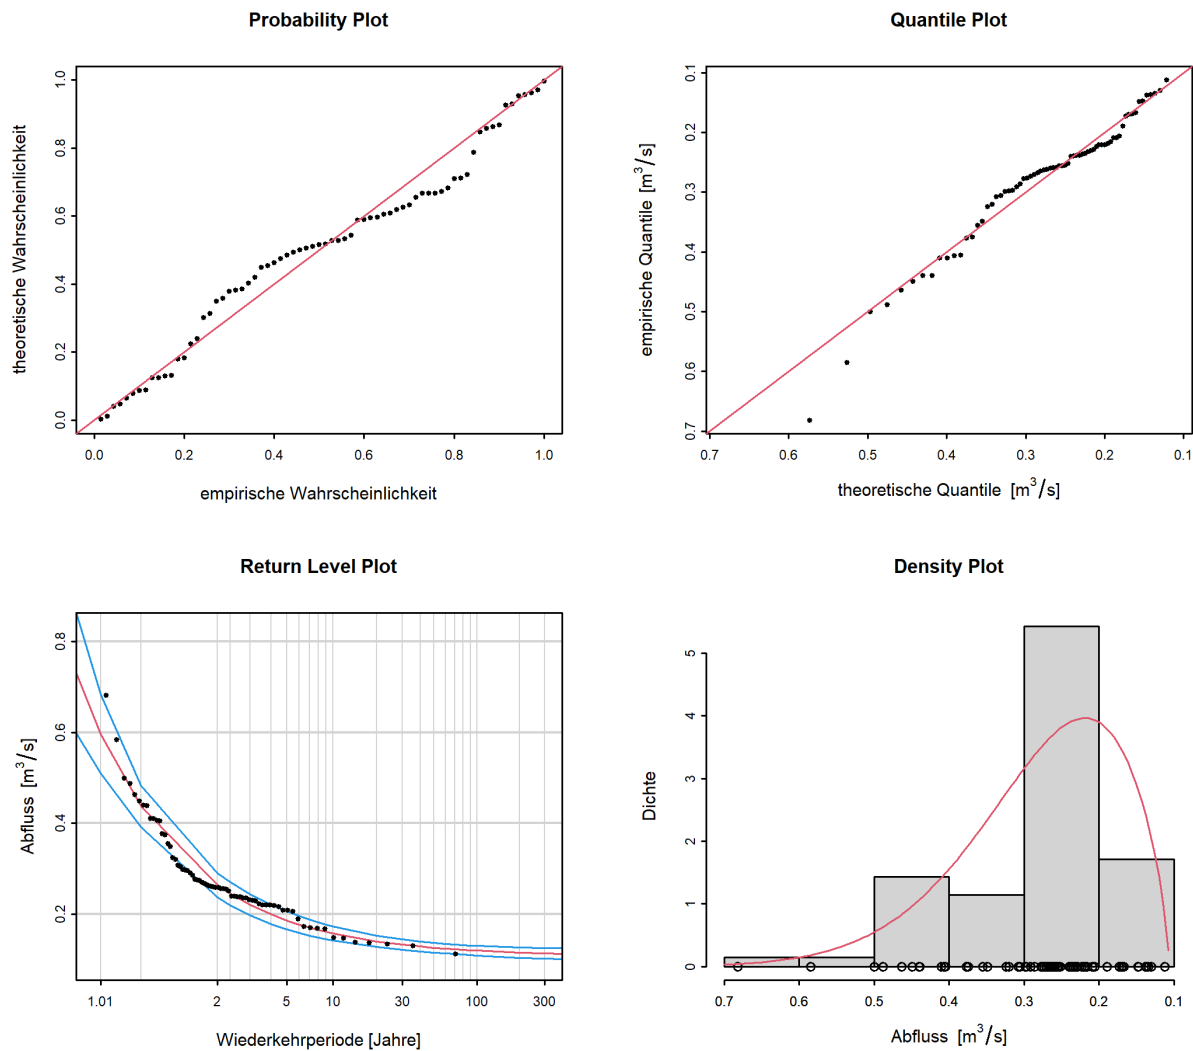 Probability Plot
theoretische Wahrscheinlichkeit
1.0
0.8
0.6
0.4
0.2
0.0
0.0 0.2 0.4 0.6 0.8 1.0
empirische Wahrscheinlichkeit
Quantile Plot
empirische Quantile [m³/s]
0.1
0.2
0.3
0.4
0.5
0.6
0.7
0.7 0.6 0.5 0.4 0.3 0.2 0.1
theoretische Quantile [m³/s]
Return Level Plot
Abfluss [m³/s]
0.8
0.6
0.4
0.2
1.01 2 5 10 30 100 300
Wiederkehrperiode [Jahre]
Density Plot
Dichte
5
4
3
2
1
0
0.7 0.6 0.5 0.4 0.3 0.2 0.1
Abfluss [m³/s]